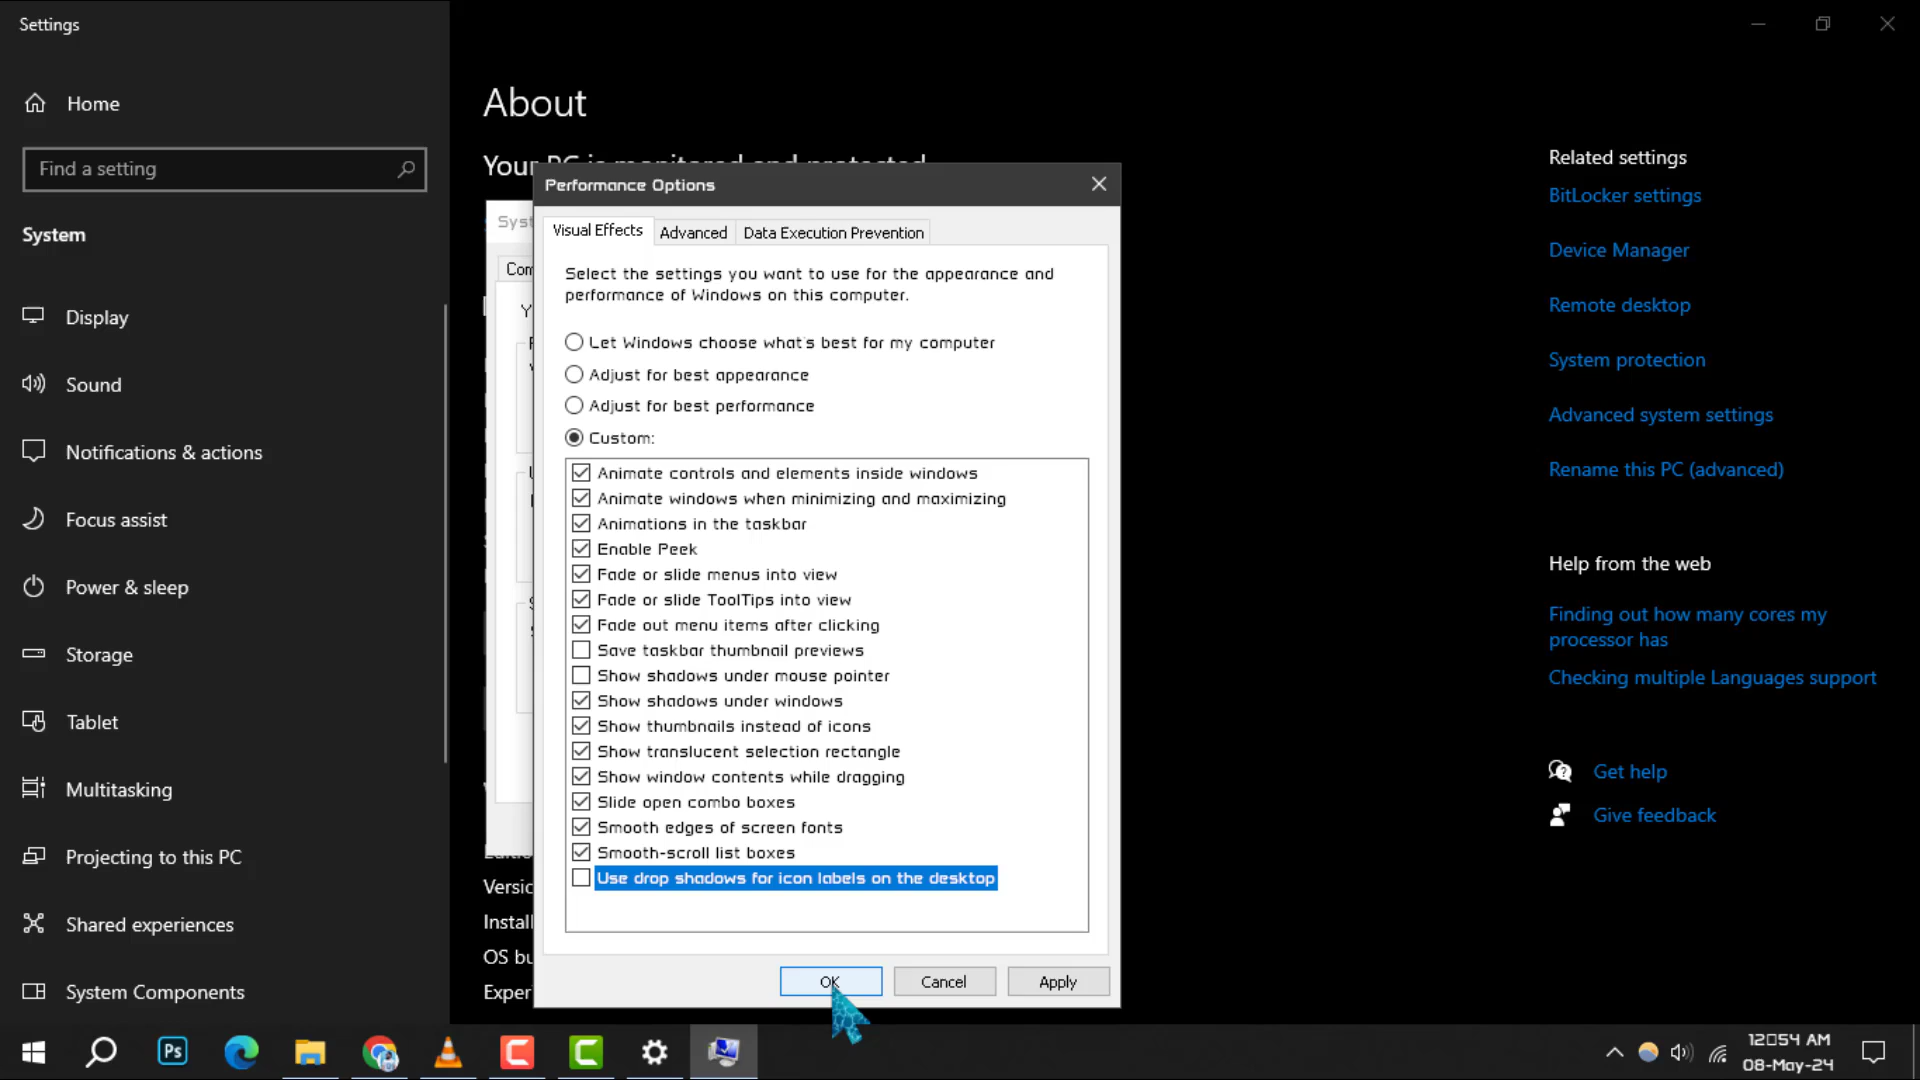 Settings
Home
Find a setting
System
Display
Sound
Notifications & actions
Focus assist
Power & sleep
Storage
Tablet
Multitasking
Projecting to this PC
Shared experiences
System Components
About
Your PC is monitored and protected
Performance Options
Visual Effects
Advanced
Data Execution Prevention
Select the settings you want to use for the appearance and
performance of Windows on this computer.
Let Windows choose what's best for my computer
Adjust for best appearance
Adjust for best performance
Custom:
Animate controls and elements inside windows
Animate windows when minimizing and maximizing
Animations in the taskbar
Enable Peek
Fade or slide menus into view
Fade or slide ToolTips into view
Fade out menu items after clicking
Save taskbar thumbnail previews
Show shadows under mouse pointer
Show shadows under windows
Show thumbnails instead of icons
Show translucent selection rectangle
Show window contents while dragging
Slide open combo boxes
Smooth edges of screen fonts
Smooth-scroll list boxes
Use drop shadows for icon labels on the desktop
OK
Cancel
Apply
Related settings
BitLocker settings
Device Manager
Remote desktop
System protection
Advanced system settings
Rename this PC (advanced)
Help from the web
Finding out how many cores my
processor has
Checking multiple Languages support
Get help
Give feedback
Ps
12□54 AM
08-May-24